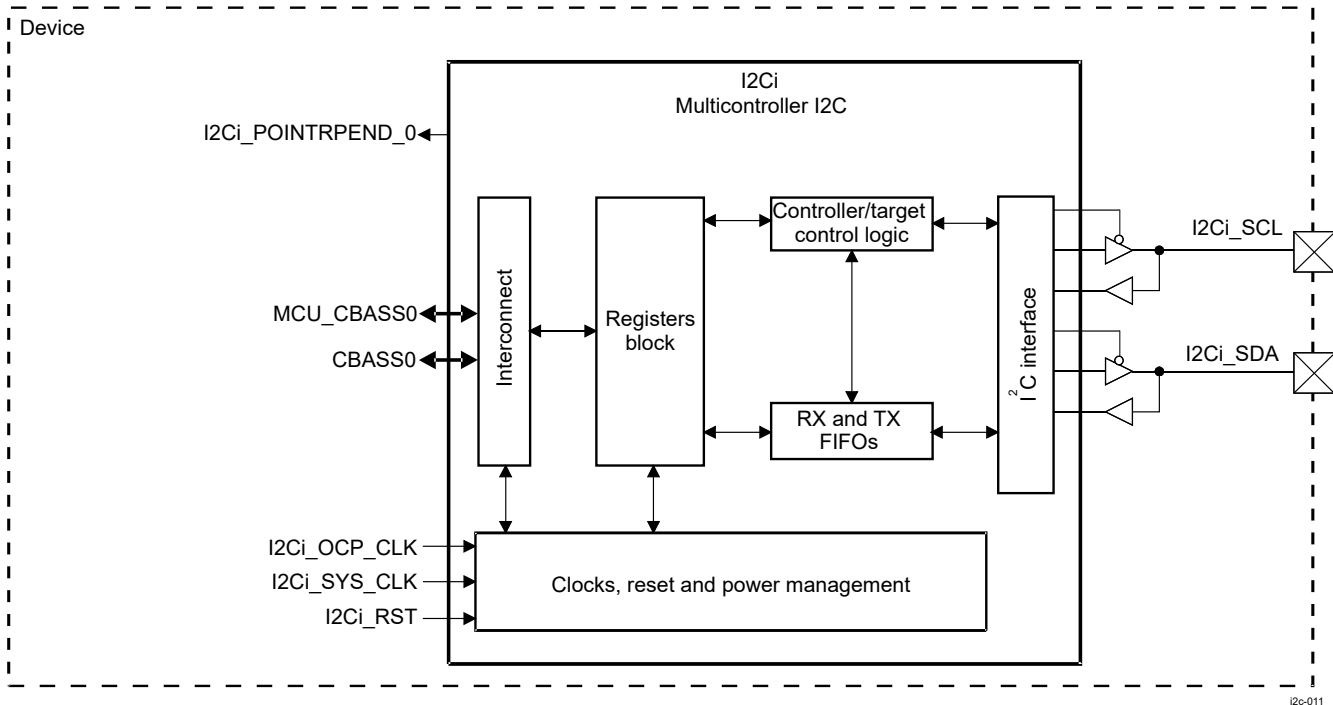 Device
I2Ci
Multicontroller I2C
I2Ci_POINTRPEND_0
Controller/target
control logic
I2Ci_SCL
MCU_CBASS0
CBASS0
Interconnect
Registers
block
I2C interface
I2Ci_SDA
RX and TX
FIFOs
I2Ci_OCP_CLK
I2Ci_SYS_CLK
I2Ci_RST
Clocks, reset and power management
i2c-011